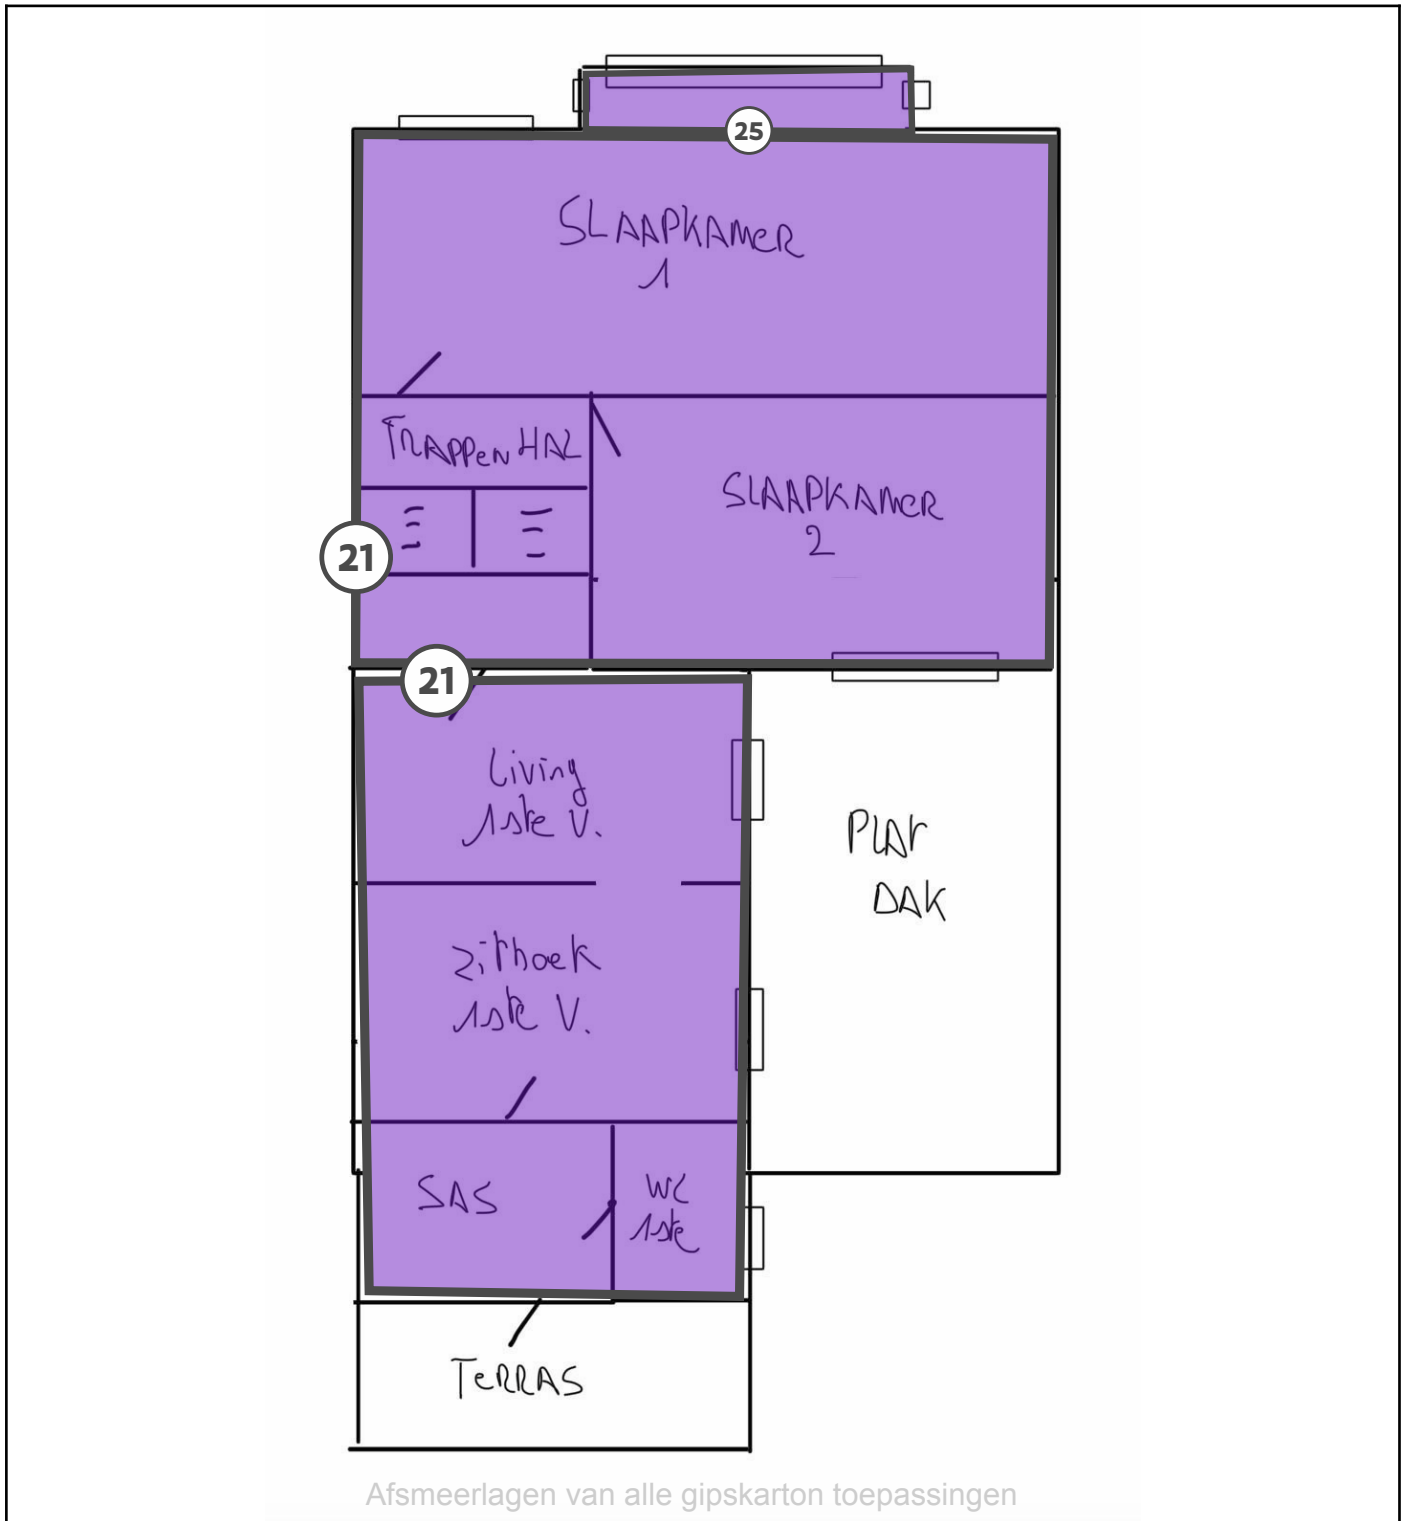 25
SLAAPKAMER
1
TRAPPENHAL
SLAAPKAMER
2
21
21
Living
1ste V.
PLAT
DAK
zithoek
1ste V.
SAS
WC
1ste
TERRAS
Afsmeerlagen van alle gipskarton toepassingen